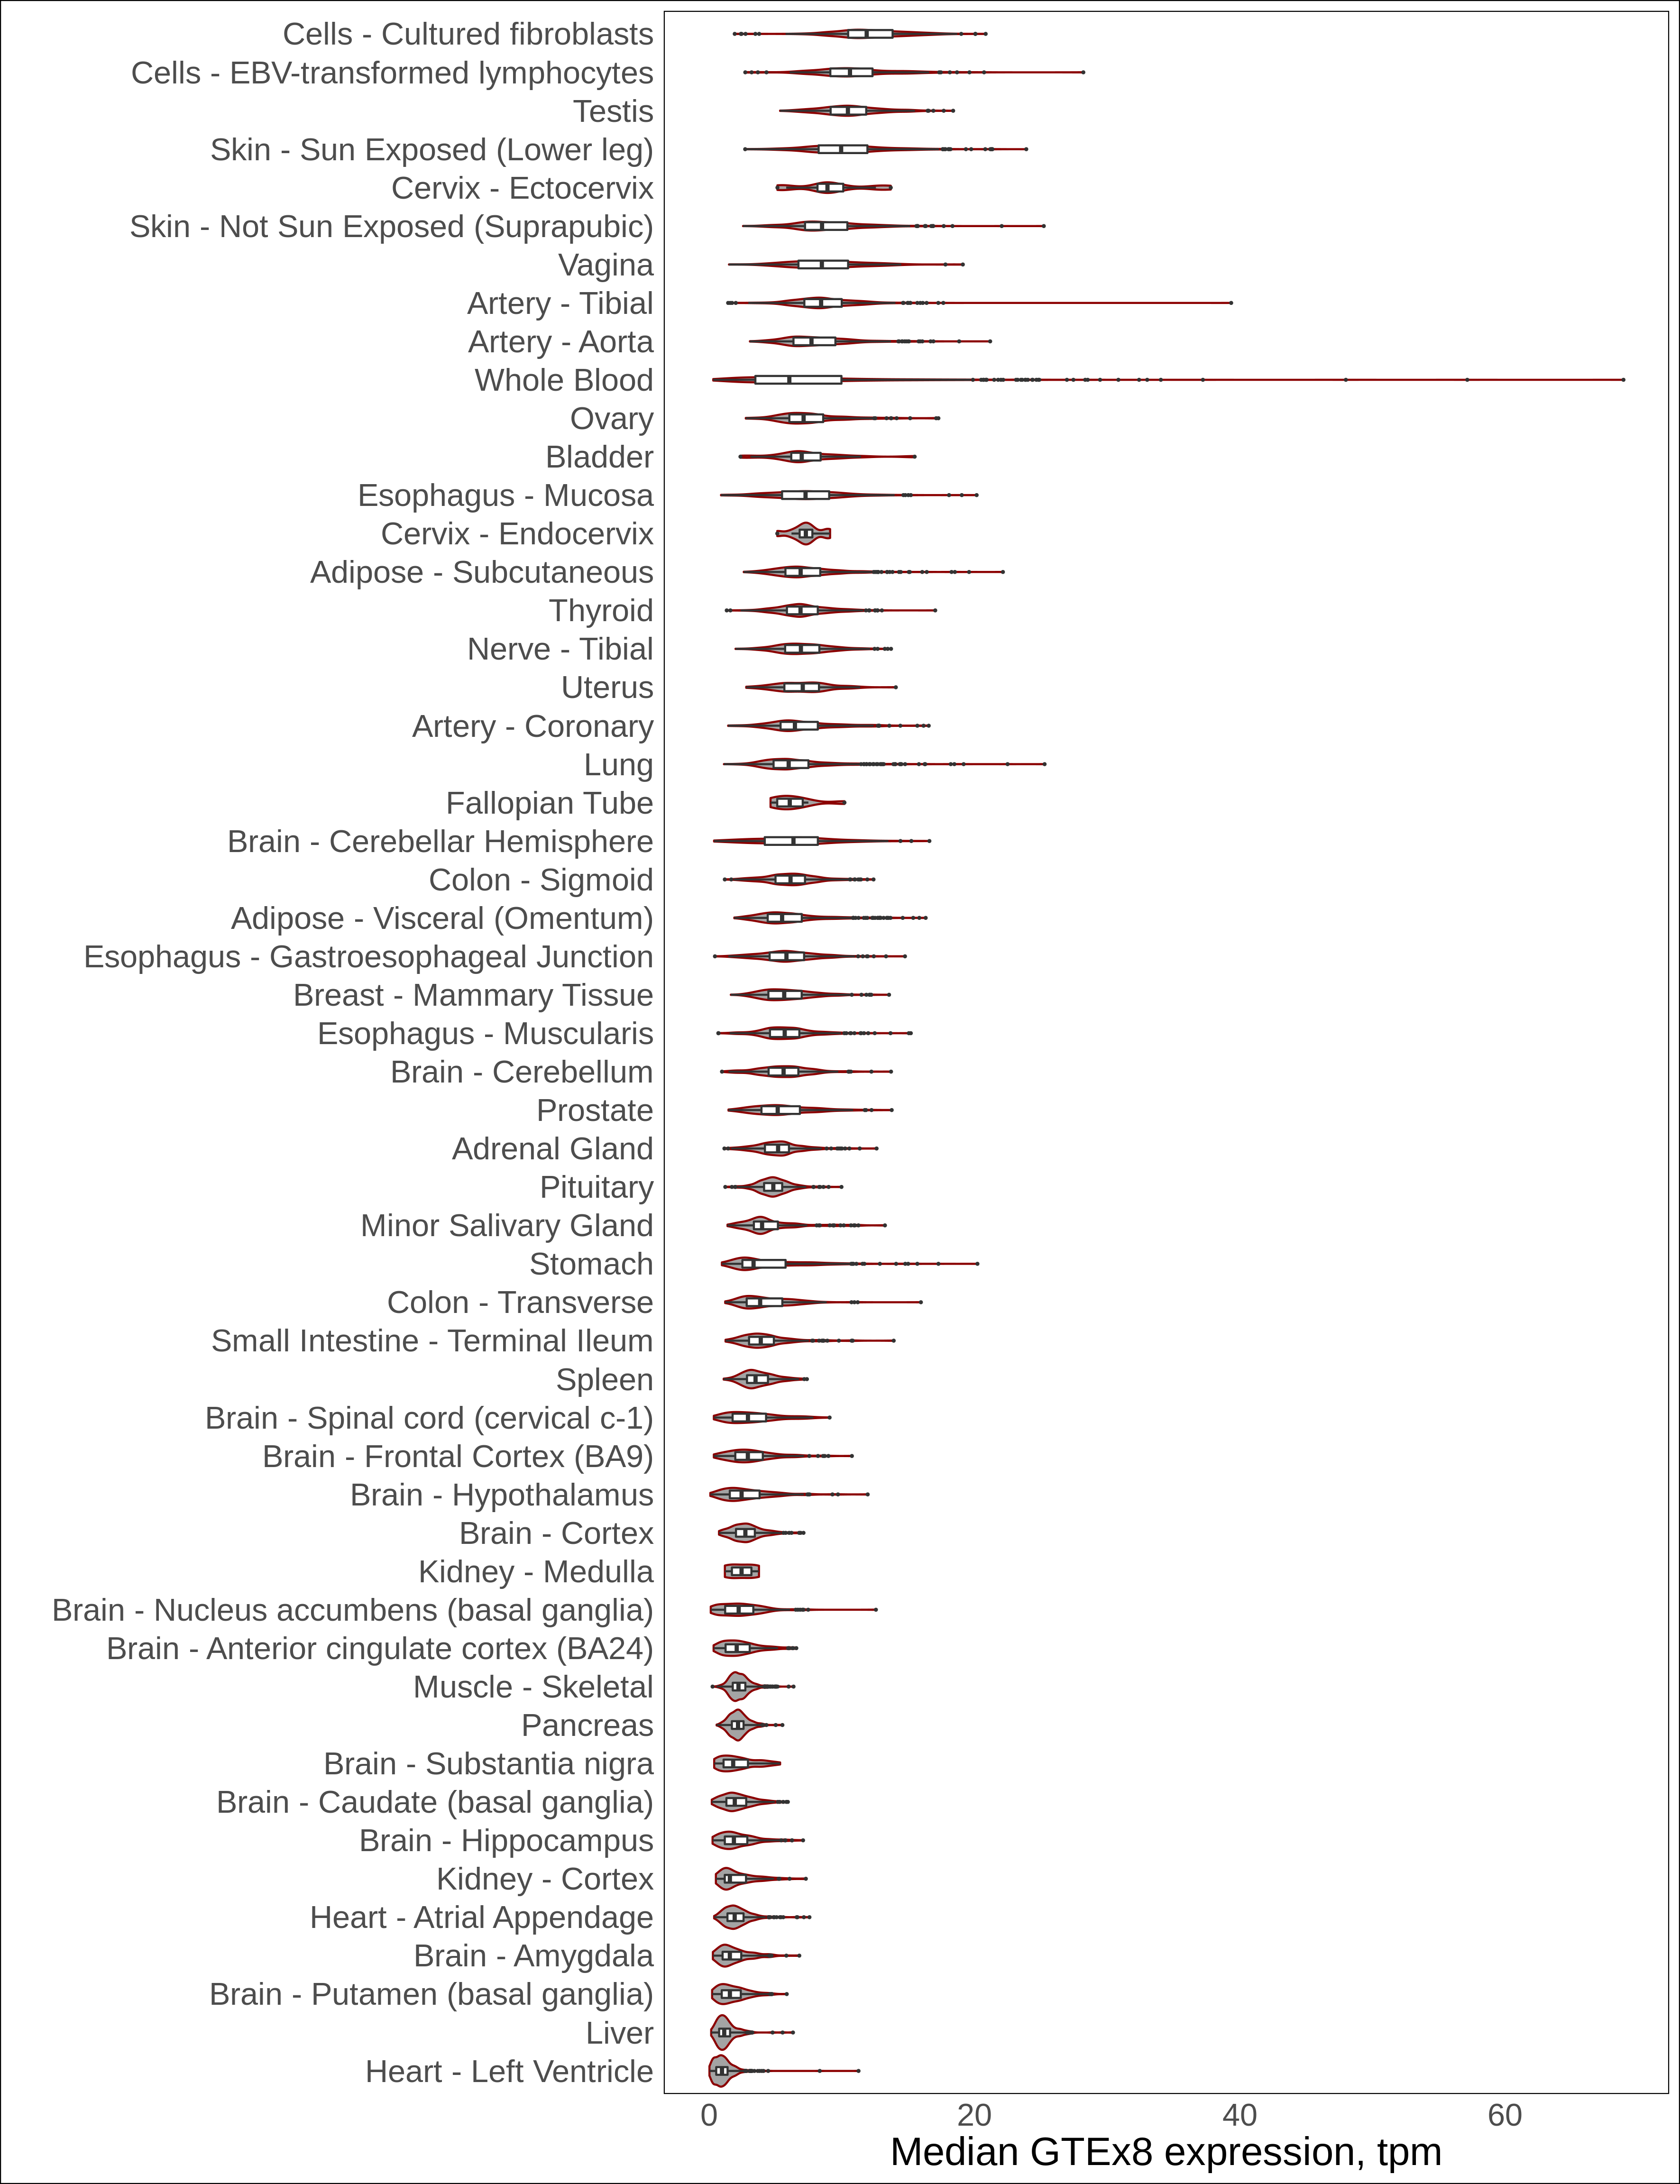 Cells - Cultured fibroblasts
Cells - EBV-transformed lymphocytes
Testis
Skin - Sun Exposed (Lower leg)
Cervix - Ectocervix
Skin - Not Sun Exposed (Suprapubic)
Vagina
Artery - Tibial
Artery - Aorta
Whole Blood
Ovary
Bladder
Esophagus - Mucosa
Cervix - Endocervix
Adipose - Subcutaneous
Thyroid
Nerve - Tibial
Uterus
Artery - Coronary
Lung
Fallopian Tube
Brain - Cerebellar Hemisphere
Colon - Sigmoid
Adipose - Visceral (Omentum)
Esophagus - Gastroesophageal Junction
Breast - Mammary Tissue
Esophagus - Muscularis
Brain - Cerebellum
Prostate
Adrenal Gland
Pituitary
Minor Salivary Gland
Stomach
Colon - Transverse
Small Intestine - Terminal Ileum
Spleen
Brain - Spinal cord (cervical c-1)
Brain - Frontal Cortex (BA9)
Brain - Hypothalamus
Brain - Cortex
Kidney - Medulla
Brain - Nucleus accumbens (basal ganglia)
Brain - Anterior cingulate cortex (BA24)
Muscle - Skeletal
Pancreas
Brain - Substantia nigra
Brain - Caudate (basal ganglia)
Brain - Hippocampus
Kidney - Cortex
Heart - Atrial Appendage
Brain - Amygdala
Brain - Putamen (basal ganglia)
Liver
Heart - Left Ventricle
0 20 40 60
Median GTEx8 expression, tpm